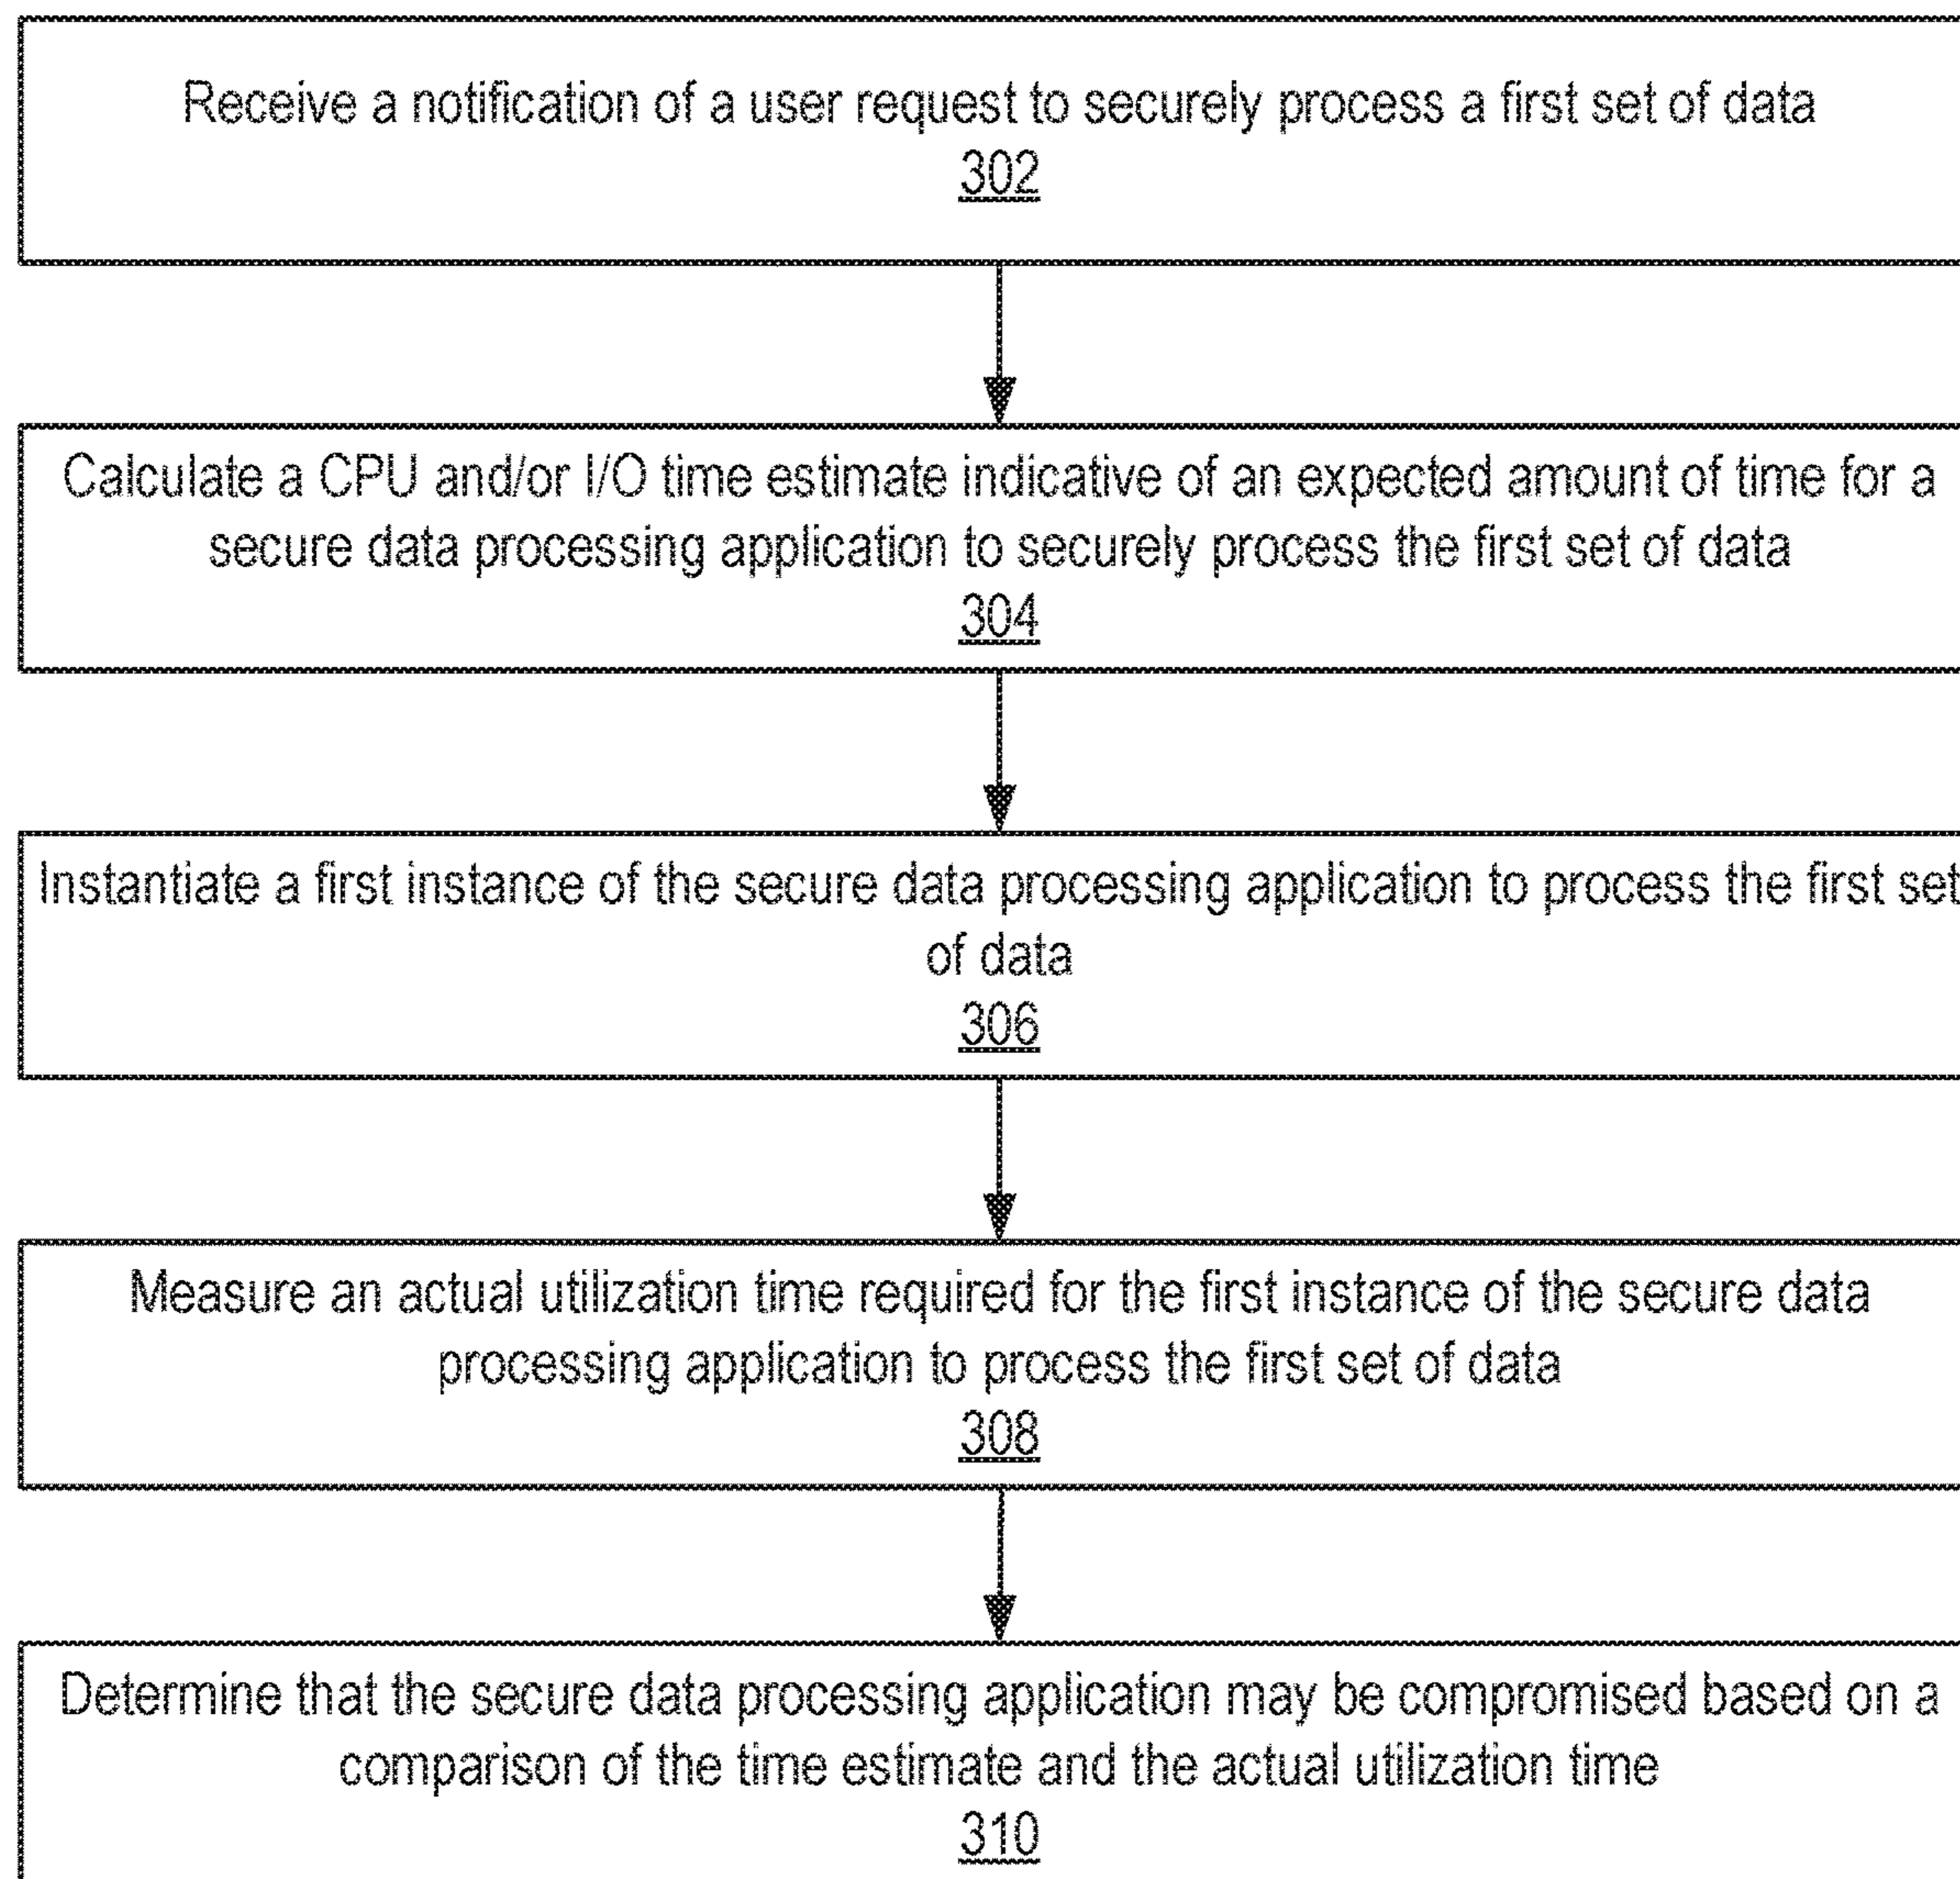 Receive a notification of a user request to securely process a first set of data
302
Calculate a CPU and/or I/O time estimate indicative of an expected amount of time for a
secure data processing application to securely process the first set of data
304
Instantiate a first instance of the secure data processing application to process the first set
of data
306
Measure an actual utilization time required for the first instance of the secure data
processing application to process the first set of data
308
Determine that the secure data processing application may be compromised based on a
comparison of the time estimate and the actual utilization time
310